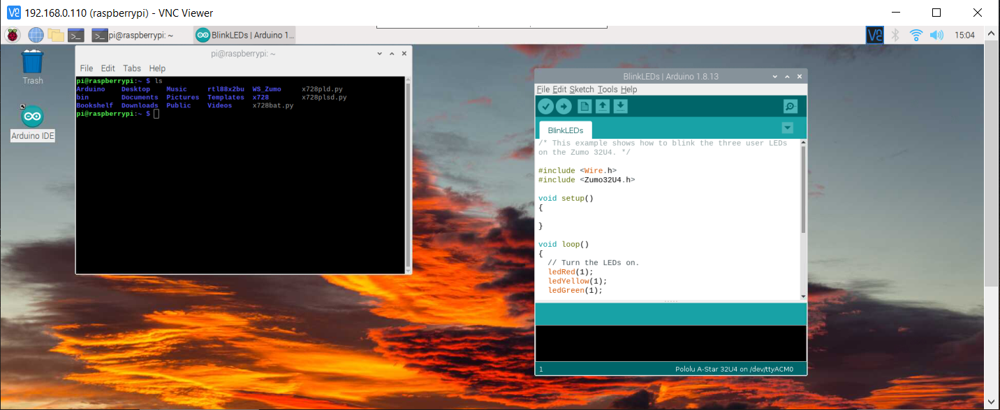 192.168.0.110 (raspberrypi) - VNC Viewer
pi@raspberrypi: ~
BlinkLEDs | Arduino 1...
15:04
Trash
Arduino IDE
pi@raspberrypi: ~
File Edit Tabs Help
pi@raspberrypi:~ $ ls
Arduino Desktop Music rtl88x2bu WS_Zumo x728pld.py
bin Documents Pictures Templates x728 x728plsd.py
Bookshelf Downloads Public Videos x728bat.py
pi@raspberrypi:~ $
BlinkLEDs | Arduino 1.8.13
File Edit Sketch Tools Help
BlinkLEDs
/* This example shows how to blink the three user LEDs
on the Zumo 32U4. */
#include <Wire.h>
#include <Zumo32U4.h>
void setup()
{
}
void loop()
{
// Turn the LEDs on.
ledRed(1);
ledYellow(1);
ledGreen(1);
1
Pololu A-Star 32U4 on /dev/ttyACM0